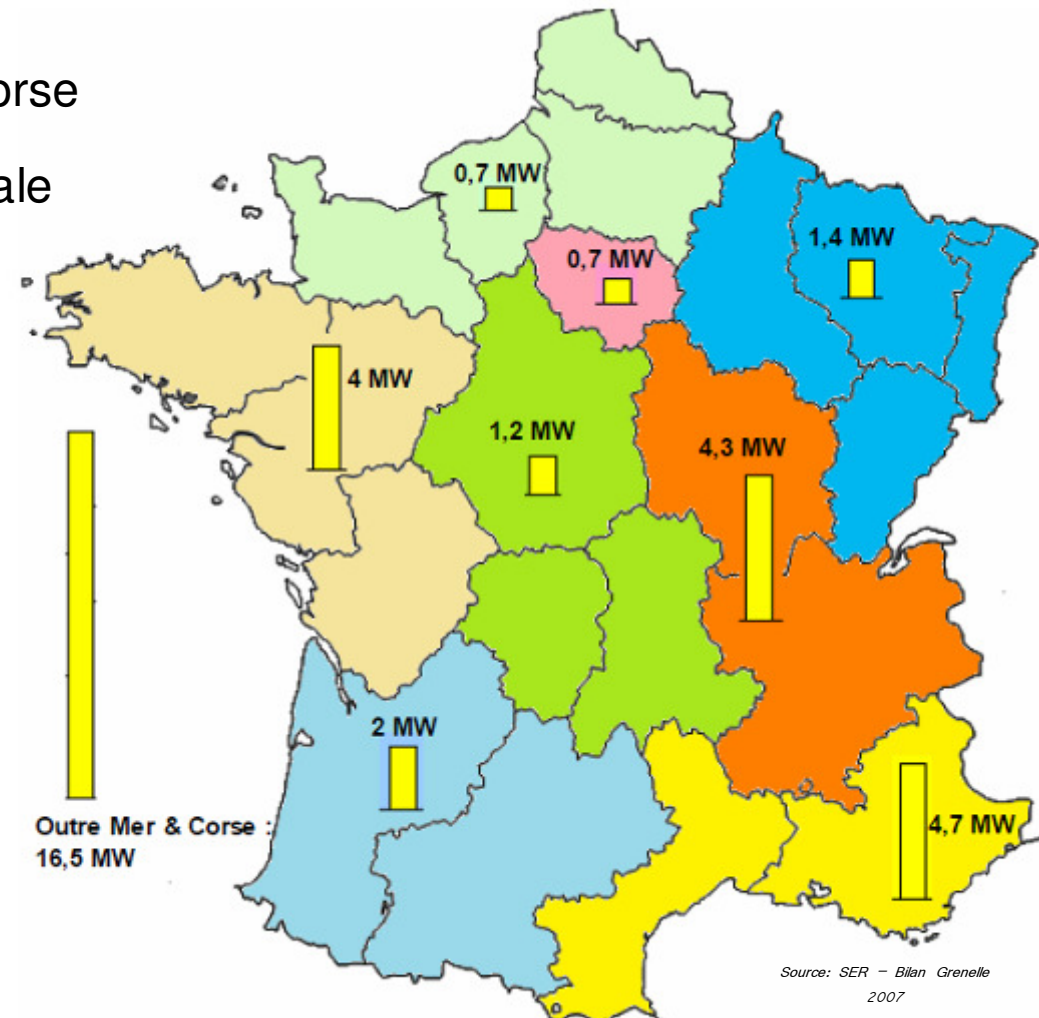 orse
ale
0,7 MW
0,7 MW
1,4 MW
4 MW
1,2 MW
4,3 MW
2 MW
4,7 MW
Outre Mer & Corse :
16,5 MW
Source: SER – Bilan Grenelle
2007